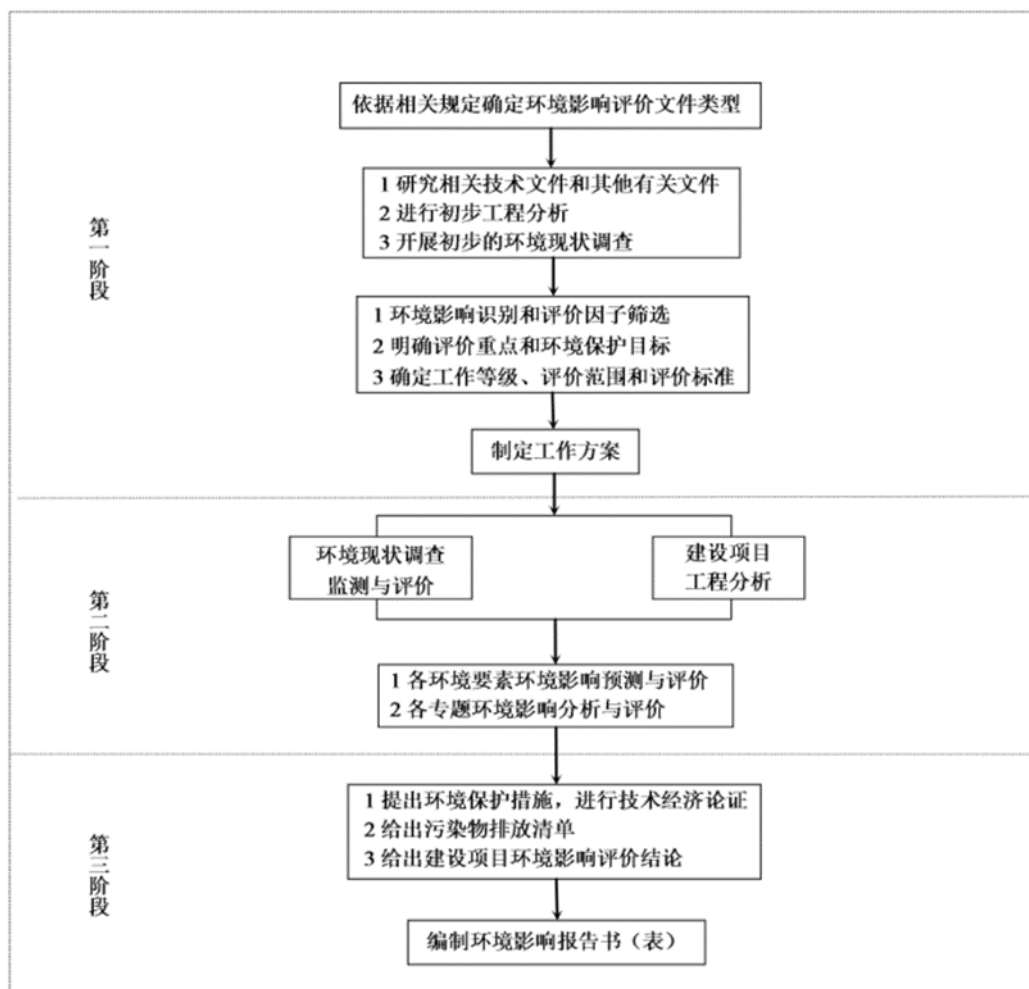 第一阶段
依据相关规定确定环境影响评价文件类型
1 研究相关技术文件和其他有关文件
2 进行初步工程分析
3 开展初步的环境现状调查
1 环境影响识别和评价因子筛选
2 明确评价重点和环境保护目标
3 确定工作等级、评价范围和评价标准
制定工作方案
第二阶段
环境现状调查
监测与评价
建设项目
工程分析
1 各环境要素环境影响预测与评价
2 各专题环境影响分析与评价
第三阶段
1 提出环境保护措施，进行技术经济论证
2 给出污染物排放清单
3 给出建设项目环境影响评价结论
编制环境影响报告书（表）